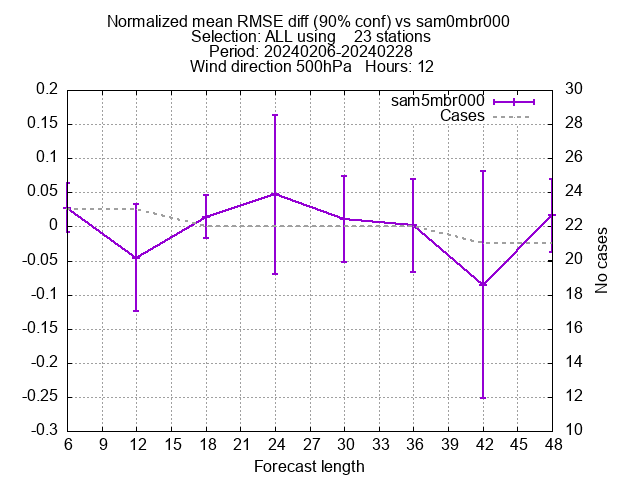 Normalized mean RMSE diff (90% conf) vs sam0mbr000
Selection: ALL using    23 stations
Period: 20240206-20240228
Wind direction 500hPa   Hours: 12
sam5mbr000
Cases
0.2
0.15
0.1
0.05
0
-0.05
-0.1
-0.15
-0.2
-0.25
-0.3
30
28
26
24
22
20
18
16
14
12
10
No cases
6 9 12 15 18 21 24 27 30 33 36 39 42 45 48
Forecast length